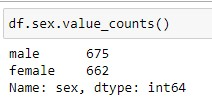 df.sex.value_counts()
male      675
female    662
Name: sex, dtype: int64